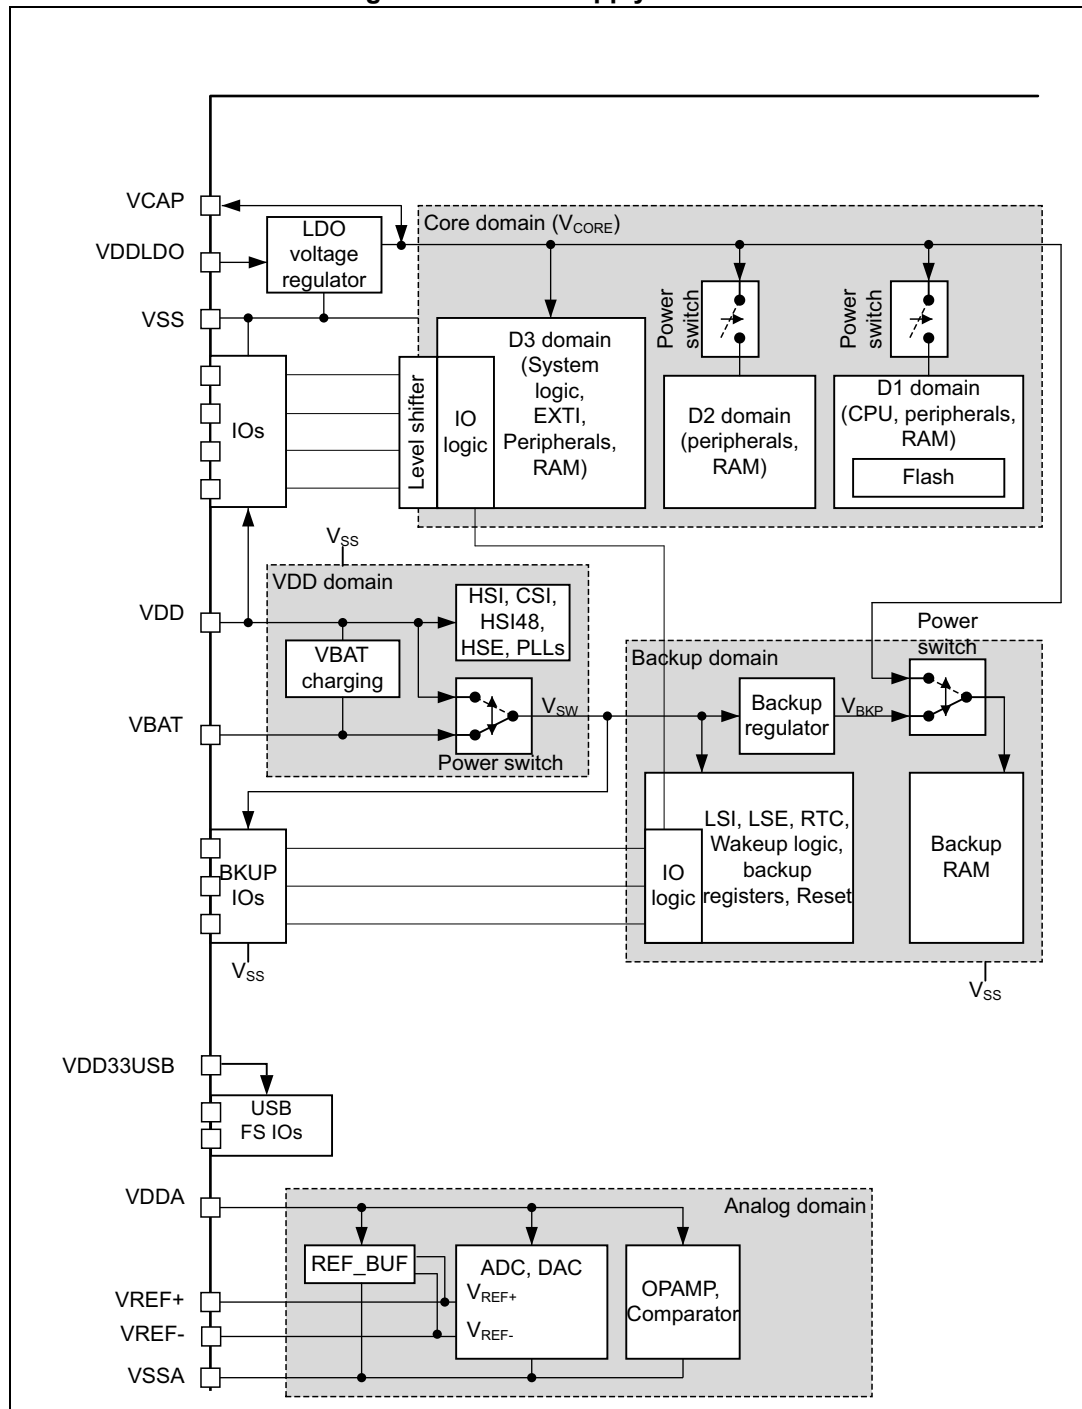 VCAP
VDDLDO
VSS
LDO
voltage
regulator
Core domain (VCORE)
Power
switch
Power
switch
IOs
Level shifter
IO
logic
D3 domain
(System
logic,
EXTI,
Peripherals,
RAM)
D2 domain
(peripherals,
RAM)
D1 domain
(CPU, peripherals,
RAM)
Flash
VSS
VDD domain
VDD
HSI, CSI,
HSI48,
HSE, PLLs
VBAT
charging
VBAT
VSW
Power switch
Backup domain
Power
switch
Backup
regulator
VBKP
BKUP
IOs
VSS
IO
logic
LSI, LSE, RTC,
Wakeup logic,
backup
registers, Reset
Backup
RAM
VSS
VDD33USB
USB
FS IOs
VDDA
Analog domain
REF_BUF
ADC, DAC
VREF+
VREF-
OPAMP,
Comparator
VREF+
VREF-
VSSA